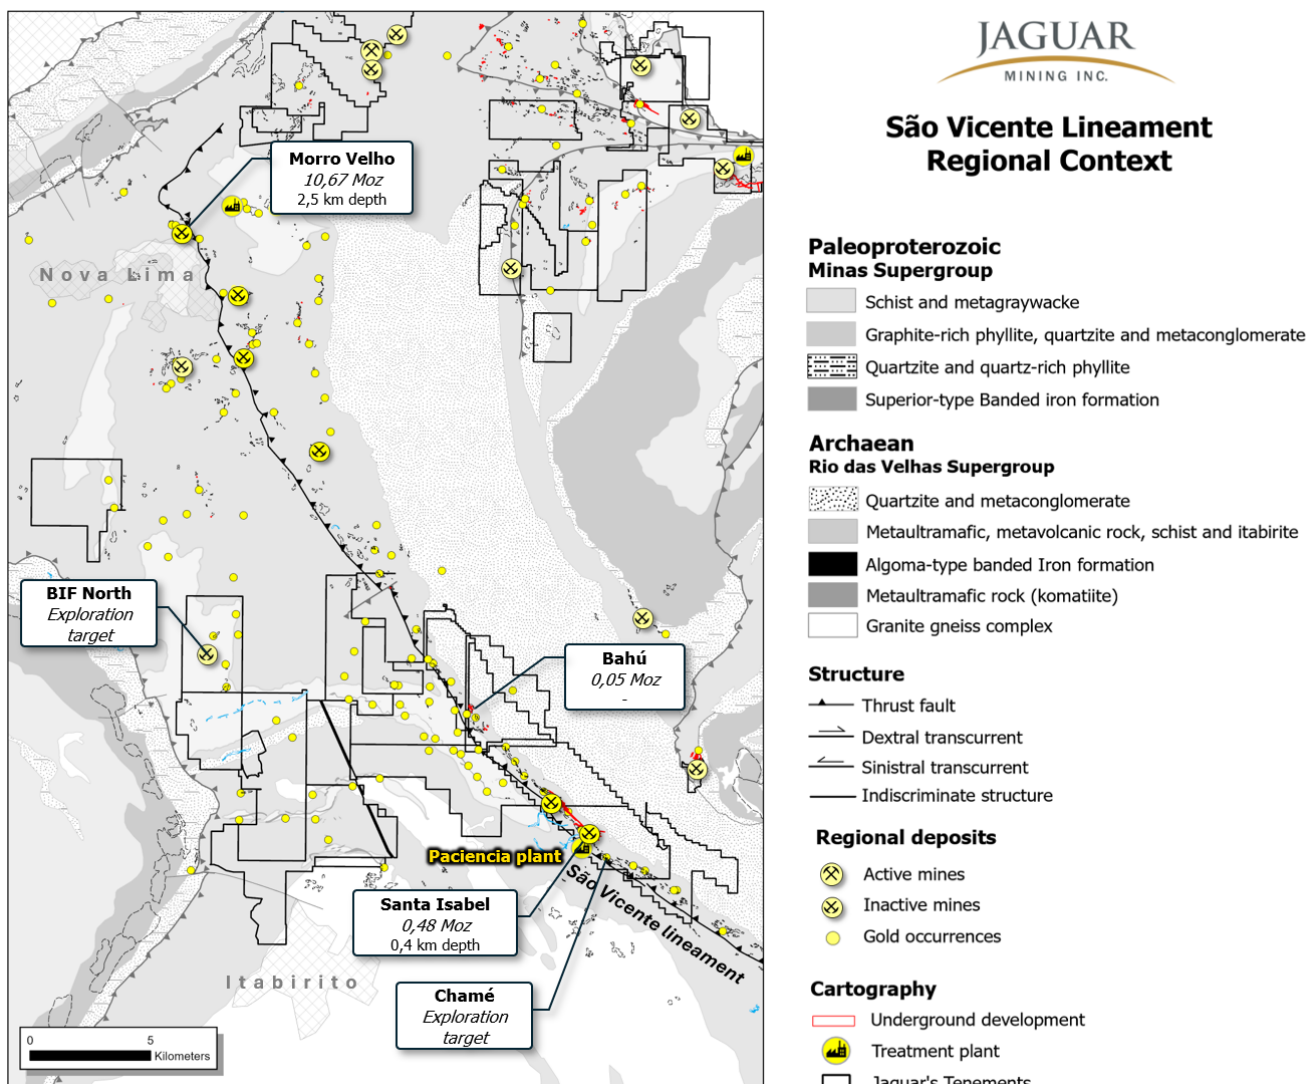 JAGUAR
MINING INC.
São Vicente Lineament
Regional Context
Morro Velho
10,67 Moz
2,5 km depth
Nova Lima
BIF North
Exploration
target
Bahú
0,05 Moz
-
Paciencia plant
São Vicente lineament
Santa Isabel
0,48 Moz
0,4 km depth
Itabirito
Chamé
Exploration
target
0 5
Kilometers
Paleoproterozoic
Minas Supergroup
Schist and metagraywacke
Graphite-rich phyllite, quartzite and metaconglomerate
Quartzite and quartz-rich phyllite
Superior-type Banded iron formation
Archaean
Rio das Velhas Supergroup
Quartzite and metaconglomerate
Metaultramafic, metavolcanic rock, schist and itabirite
Algoma-type banded Iron formation
Metaultramafic rock (komatiite)
Granite gneiss complex
Structure
Thrust fault
Dextral transcurrent
Sinistral transcurrent
Indiscriminate structure
Regional deposits
Active mines
Inactive mines
Gold occurrences
Cartography
Underground development
Treatment plant
Jaguar's Tenements